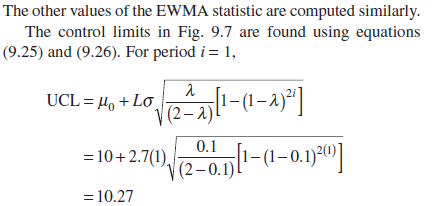 The other values of the EWMA statistic are computed similarly.
The control limits in Fig. 9.7 are found using equations
(9.25) and (9.26). For period i = 1,
UCL = μ₀ + Lσ√(λ/(2−λ)[1−(1−λ)²ⁱ])
= 10 + 2.7(1)√(0.1/(2−0.1)[1−(1−0.1)²⁽¹⁾])
= 10.27